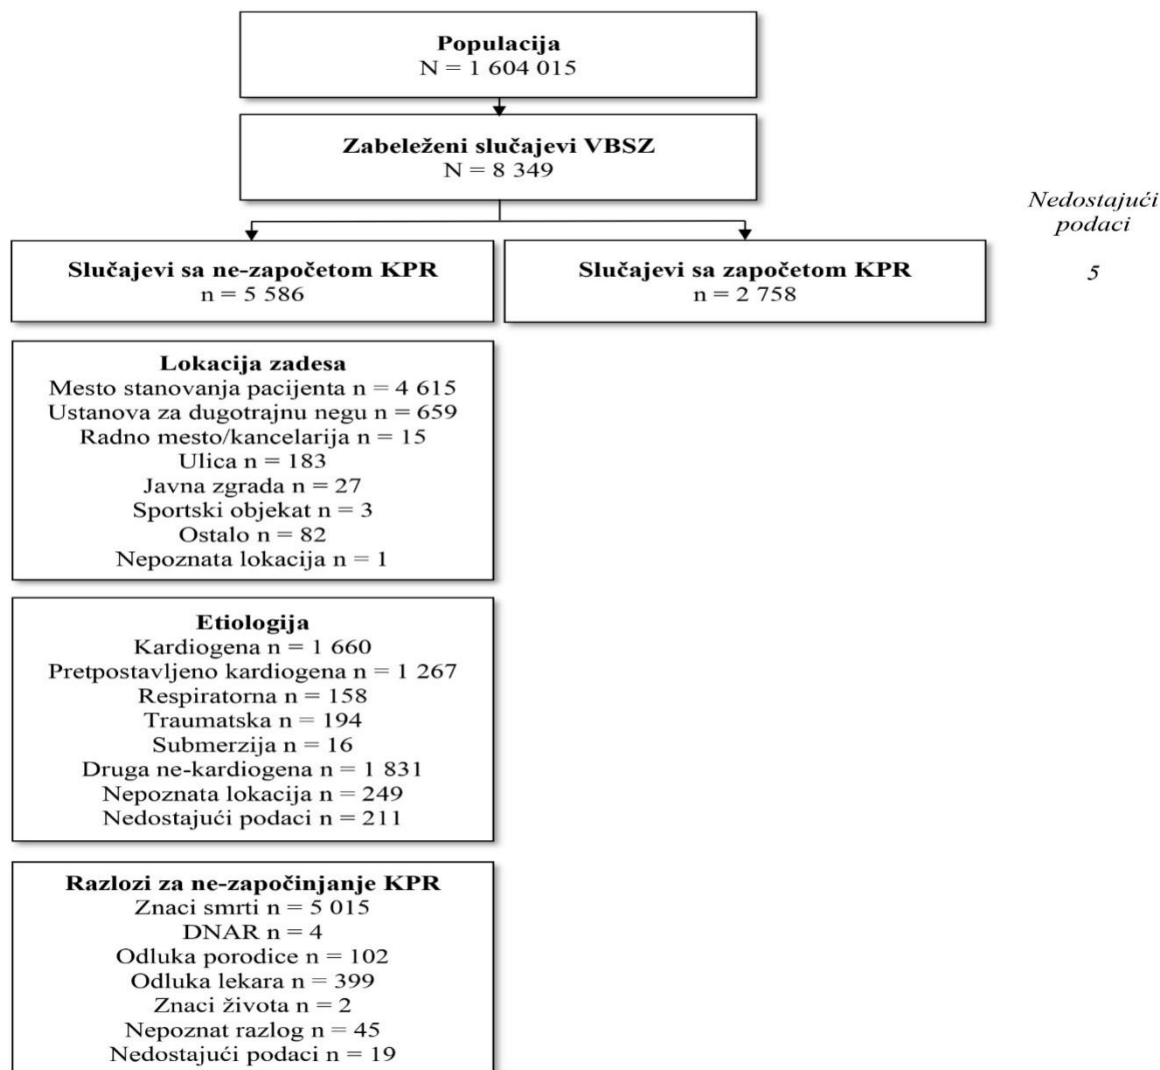 Populacija
N = 1 604 015
Zabeleženi slučajevi VBSZ
N = 8 349
Nedostajući
podaci
Slučajevi sa ne-započetom KPR
n = 5 586
Slučajevi sa započetom KPR
n = 2 758
5
Lokacija zadesa
Mesto stanovanja pacijenta n = 4 615
Ustanova za dugotrajnu negu n = 659
Radno mesto/kancelarija n = 15
Ulica n = 183
Javna zgrada n = 27
Sportski objekat n = 3
Ostalo n = 82
Nepoznata lokacija n = 1
Etiologija
Kardiogena n = 1 660
Pretpostavljeno kardiogena n = 1 267
Respiratorna n = 158
Traumatska n = 194
Submerzija n = 16
Druga ne-kardiogena n = 1 831
Nepoznata lokacija n = 249
Nedostajući podaci n = 211
Razlozi za ne-započinjanje KPR
Znaci smrti n = 5 015
DNAR n = 4
Odluka porodice n = 102
Odluka lekara n = 399
Znaci života n = 2
Nepoznat razlog n = 45
Nedostajući podaci n = 19